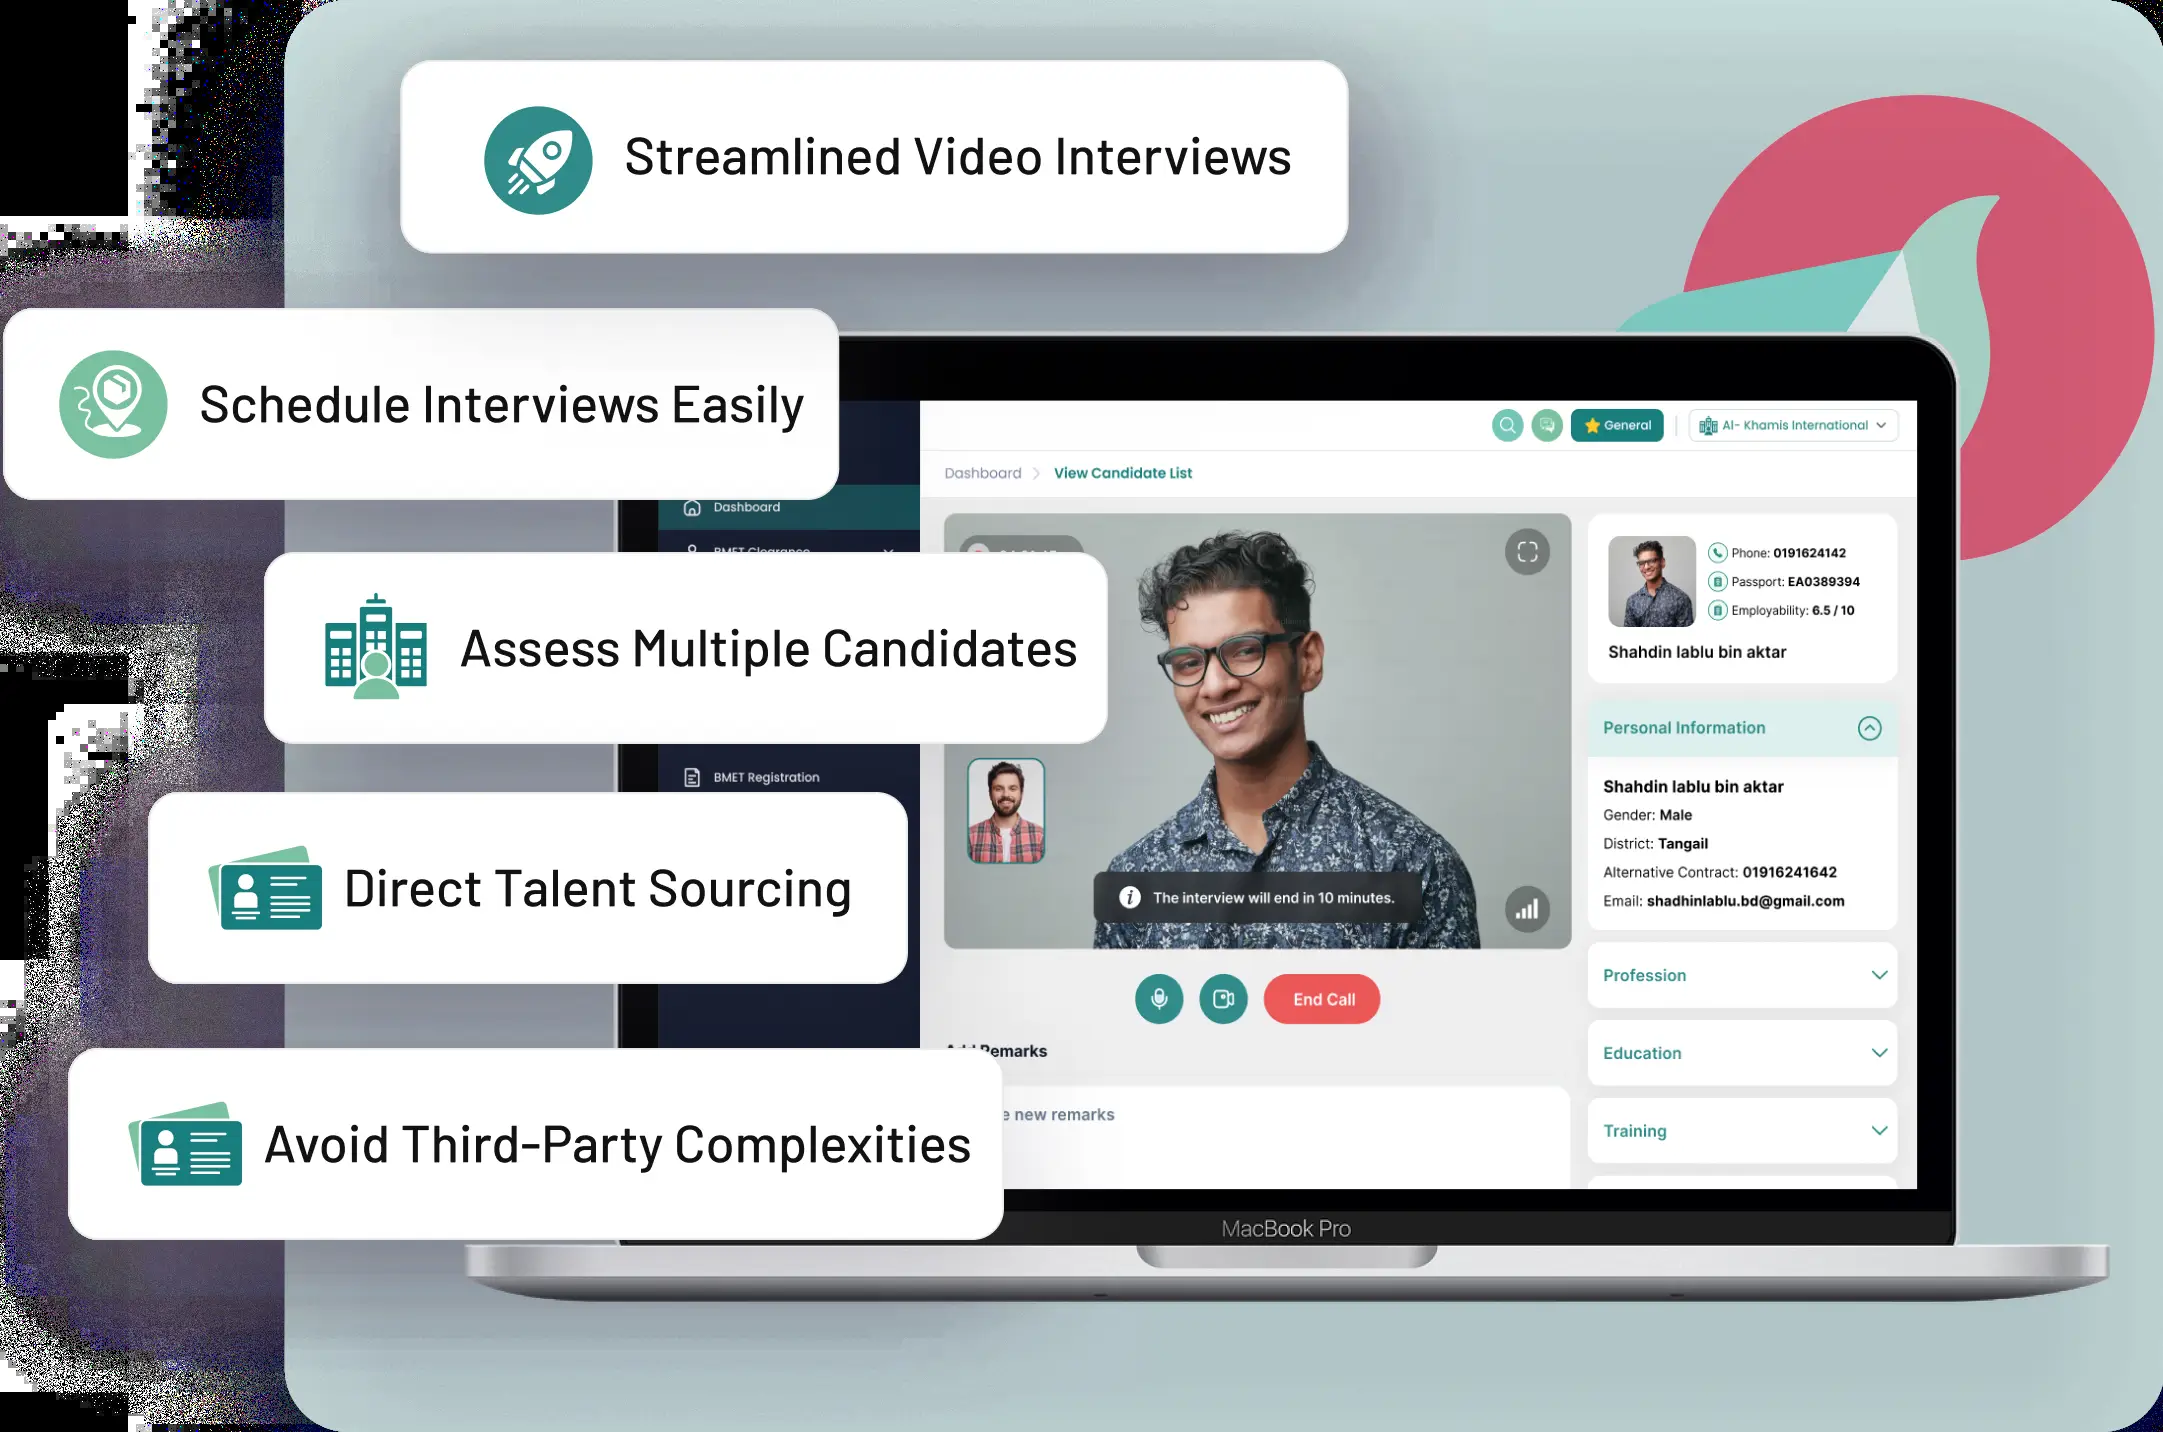 Streamlined Video Interviews
Schedule Interviews Easily
Assess Multiple Candidates
Direct Talent Sourcing
Avoid Third-Party Complexities
General
Al- Khamis International
Dashboard
View Candidate List
Dashboard
BMET Clearance
BMET Registration
The interview will end in 10 minutes.
End Call
Remarks
new remarks
Phone: 0191624142
Passport: EA0389394
Employability: 6.5 / 10
Shahdin lablu bin aktar
Personal Information
Shahdin lablu bin aktar
Gender: Male
District: Tangail
Alternative Contract: 01916241642
Email: shadhinlablu.bd@gmail.com
Profession
Education
Training
MacBook Pro